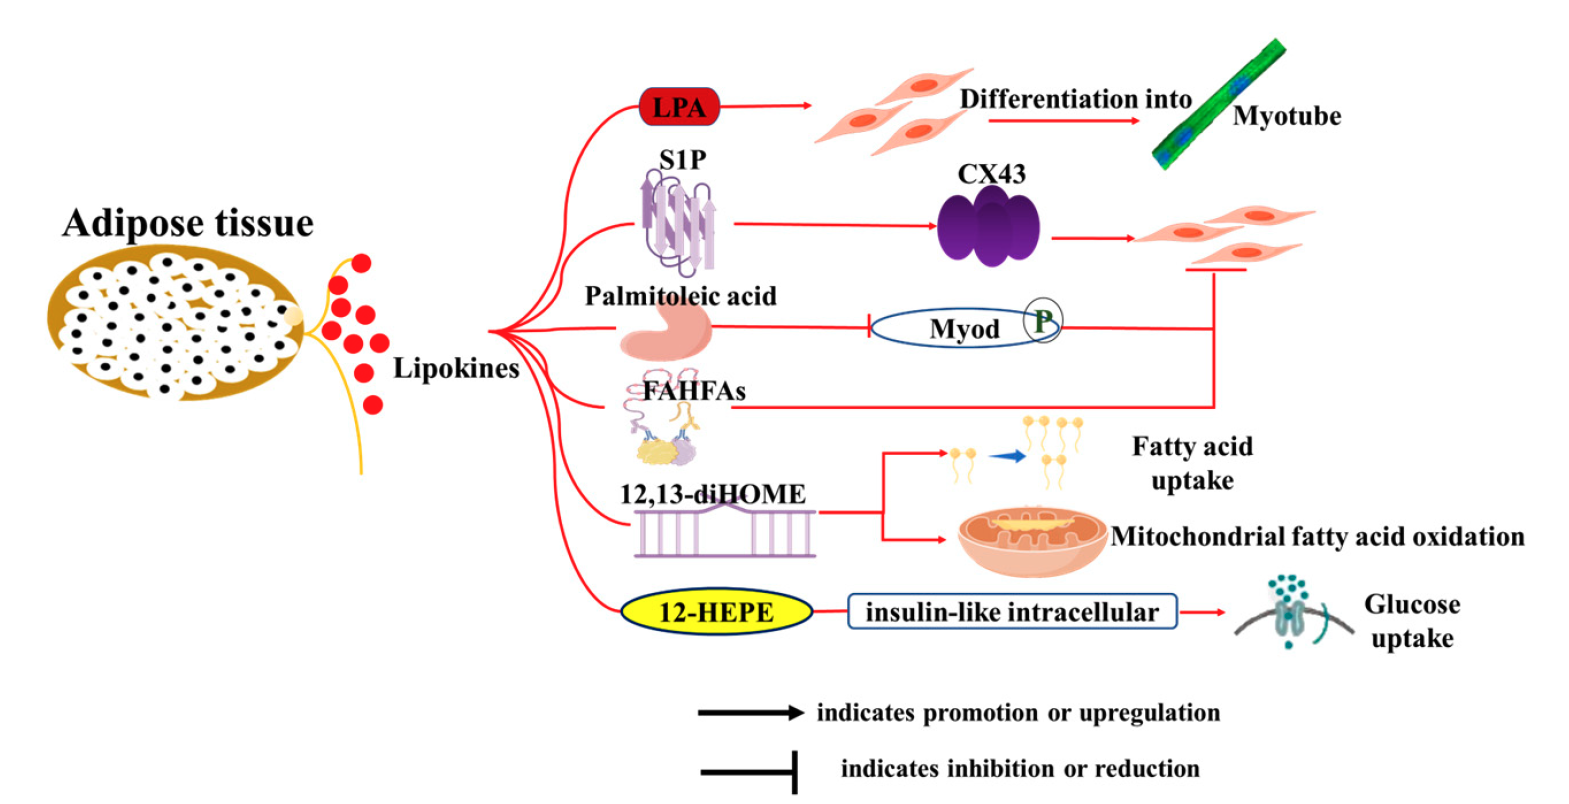 Adipose tissue
Lipokines
LPA
Differentiation into
Myotube
S1P
CX43
Palmitoleic acid
Myod
P
FAHFAs
12,13-diHOME
Fatty acid
uptake
Mitochondrial fatty acid oxidation
12-HEPE
insulin-like intracellular
Glucose
uptake
indicates promotion or upregulation
indicates inhibition or reduction